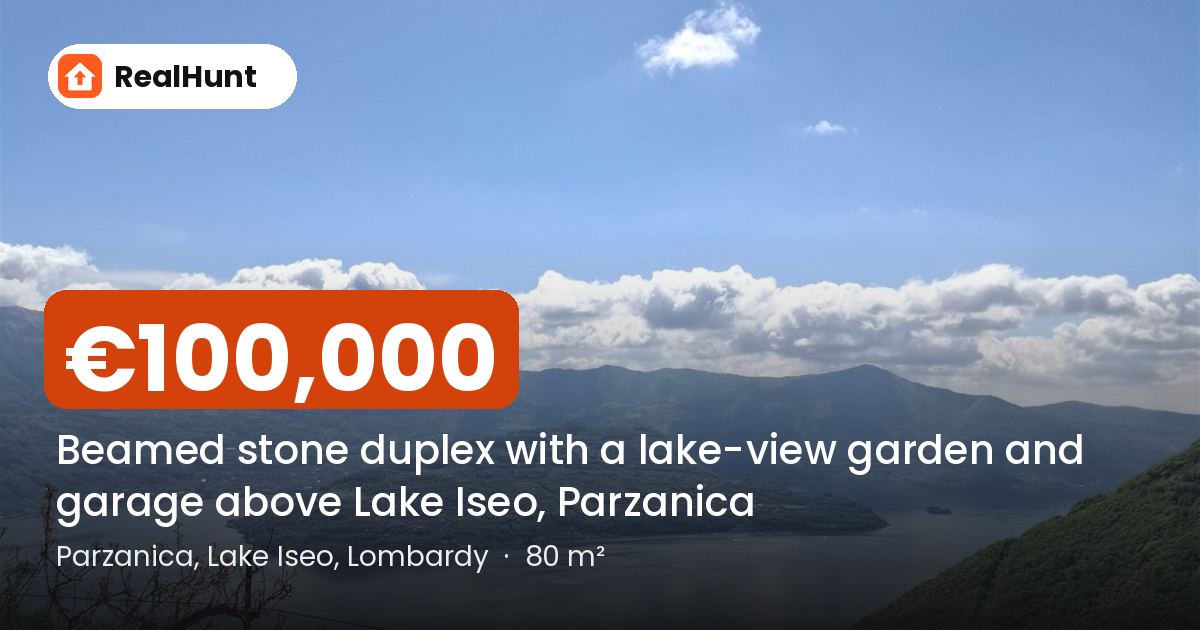 RealHunt
€100,000
Beamed stone duplex with a lake-view garden and
garage above Lake Iseo, Parzanica
Parzanica, Lake Iseo, Lombardy · 80 m²